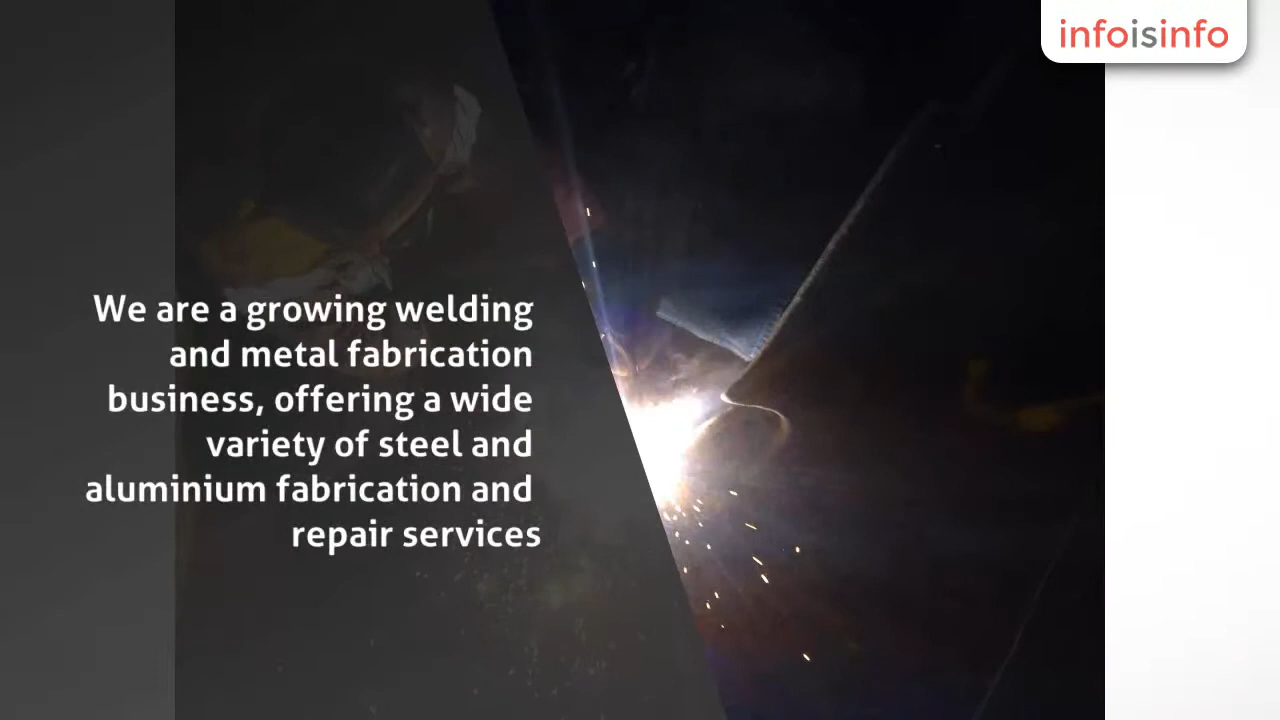 infoisinfo
We are a growing welding
and metal fabrication
business, offering a wide
variety of steel and
aluminium fabrication and
repair services